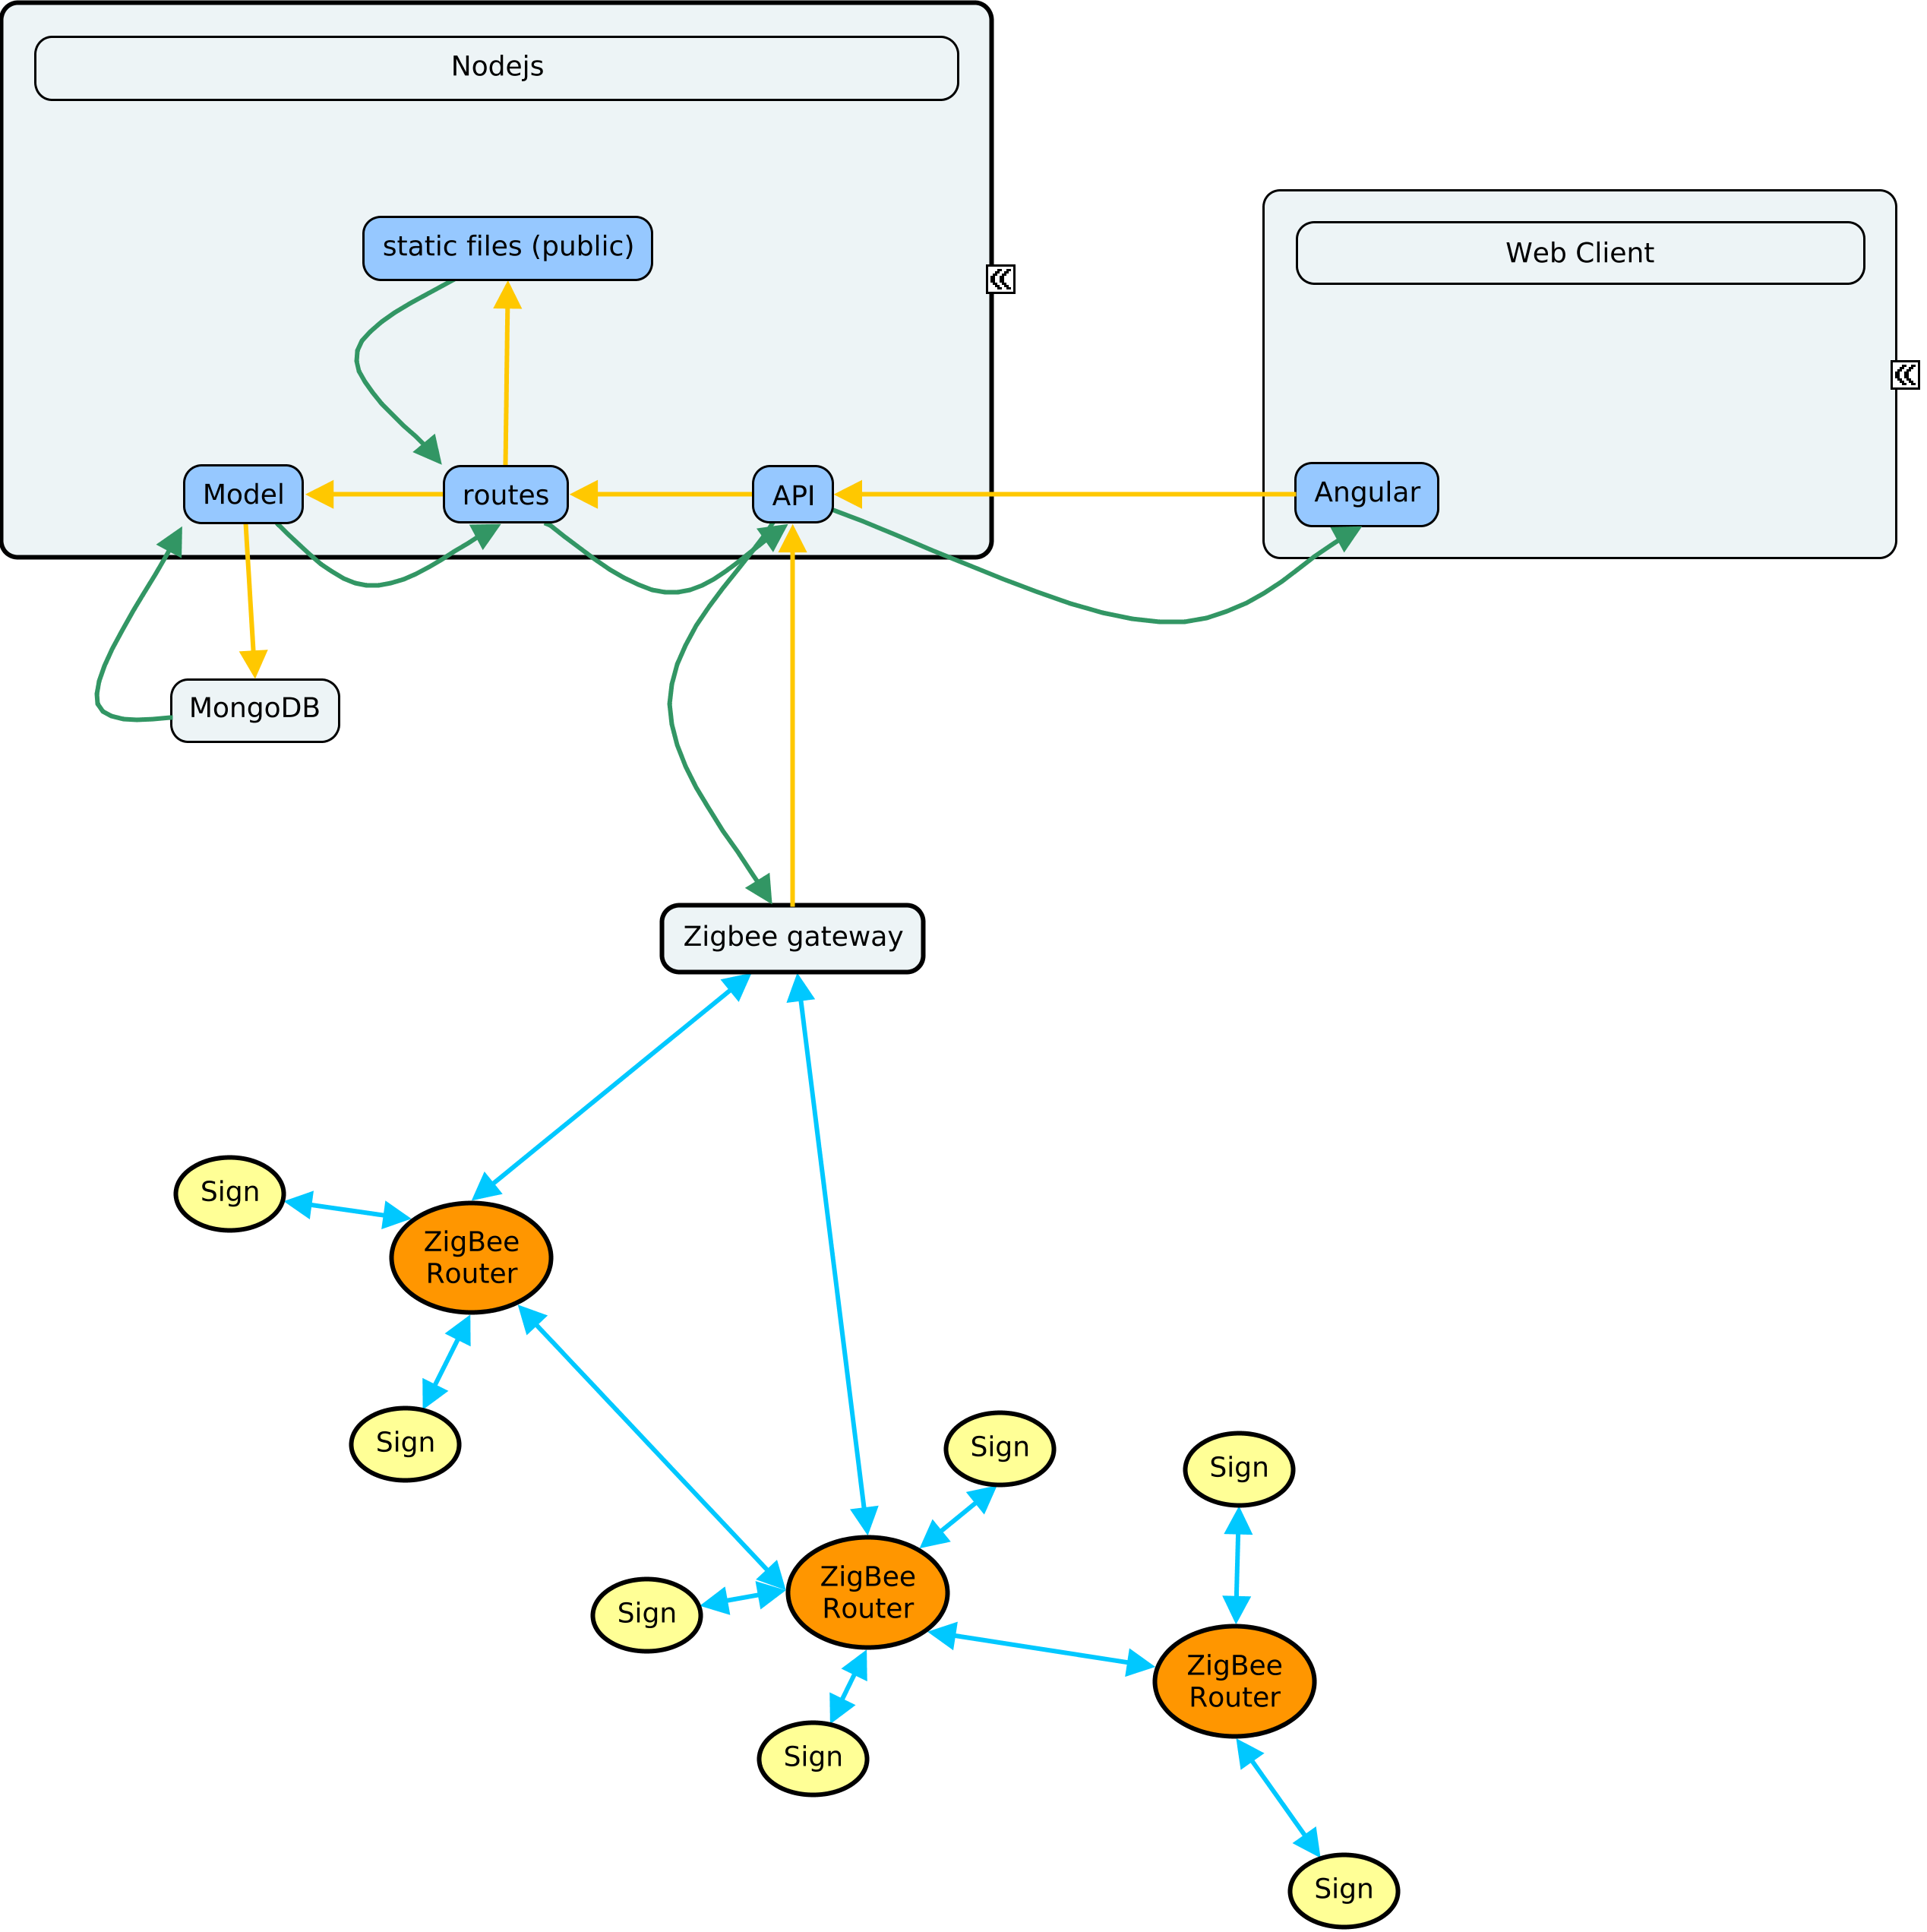 Nodejs
static files (public)
Web Client
Model
routes
API
Angular
MongoDB
Zigbee gateway
Sign
ZigBee
Router
Sign
Sign
Sign
Sign
ZigBee
Router
Sign
ZigBee
Router
Sign
Sign